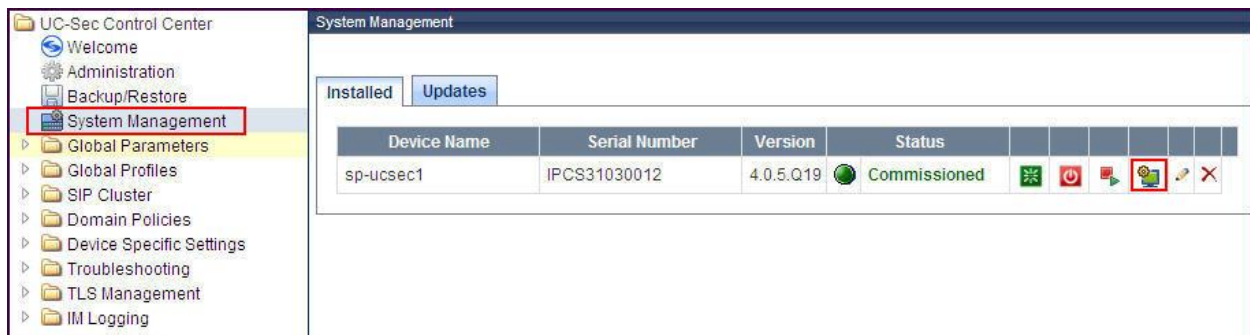 UC-Sec Control Center
Welcome
Administration
Backup/Restore
System Management
Global Parameters
Global Profiles
SIP Cluster
Domain Policies
Device Specific Settings
Troubleshooting
TLS Management
IM Logging
System Management
Installed Updates
Device Name Serial Number Version Status
sp-ucsec1 IPCS31030012 4.0.5.Q19 Commissioned